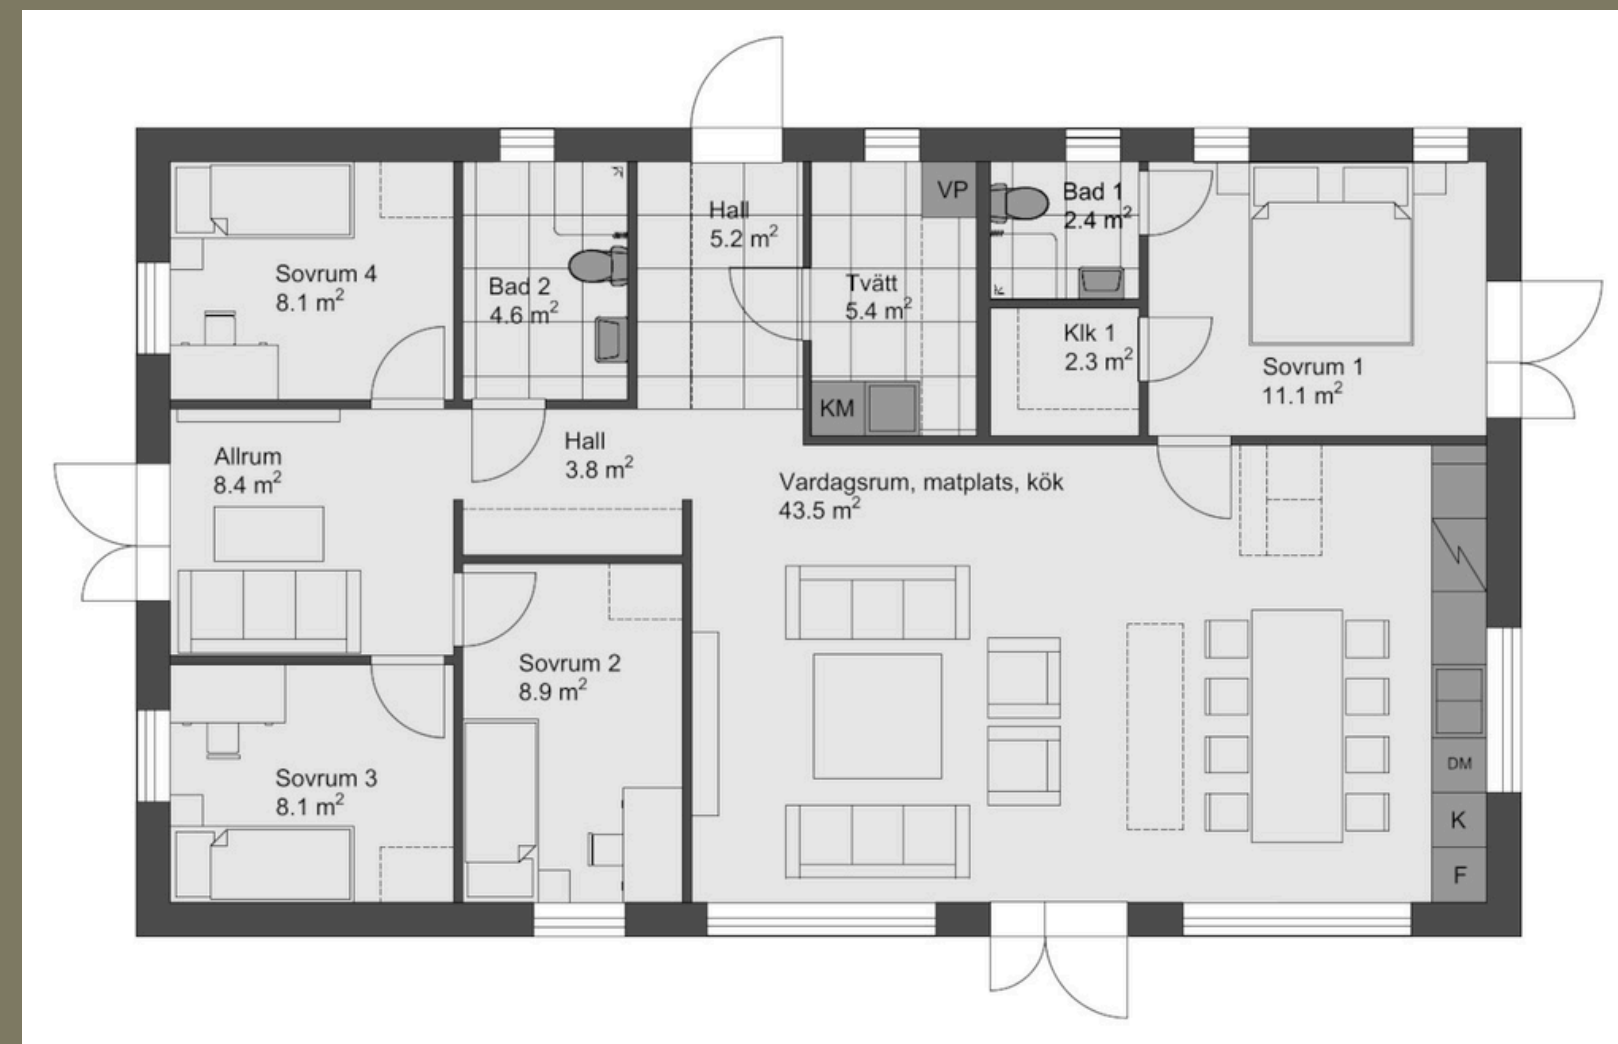 Hall
5.2 m²
VP
Bad 1
2.4 m²
Sovrum 4
8.1 m²
Bad 2
4.6 m²
Tvätt
5.4 m²
Klk 1
2.3 m²
Sovrum 1
11.1 m²
KM
Allrum
8.4 m²
Hall
3.8 m²
Vardagsrum, matplats, kök
43.5 m²
Sovrum 2
8.9 m²
Sovrum 3
8.1 m²
DM
K
F